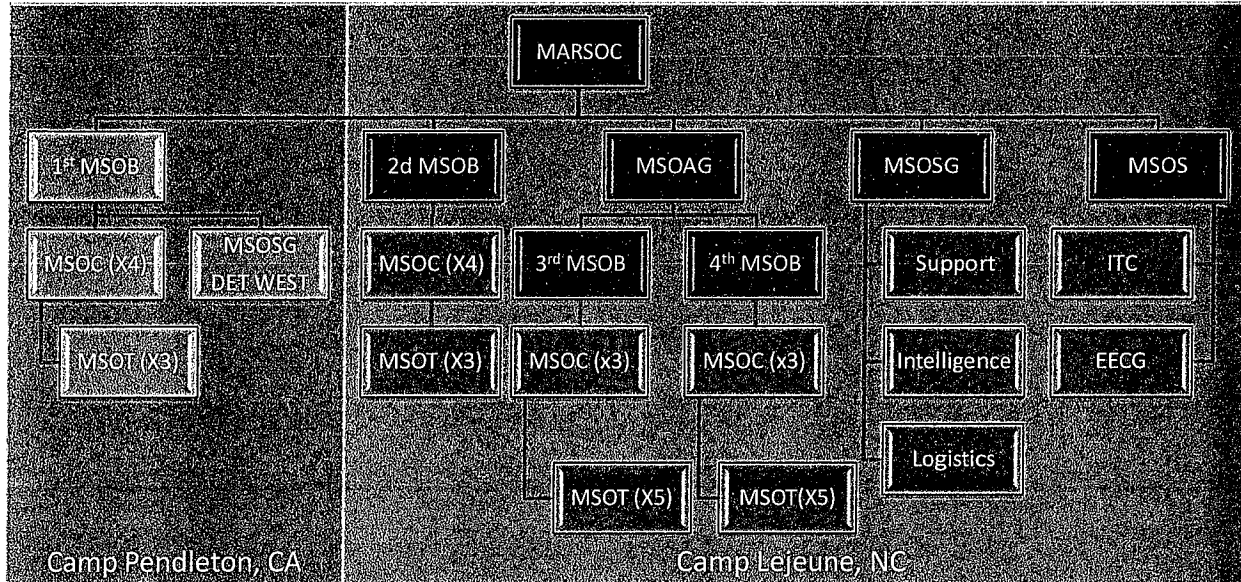 MARSOC
1st MSOB
2d MSOB
MSOAG
MSOSG
MSOS
MSOC (X4)
MSOSG
DET WEST
MSOC (X4)
3rd MSOB
4th MSOB
Support
ITC
MSOT (X3)
MSOT (X3)
MSOC (x3)
MSOC (x3)
Intelligence
EECG
Logistics
MSOT (X5)
MSOT(X5)
Camp Pendleton, CA
Camp Lejeune, NC